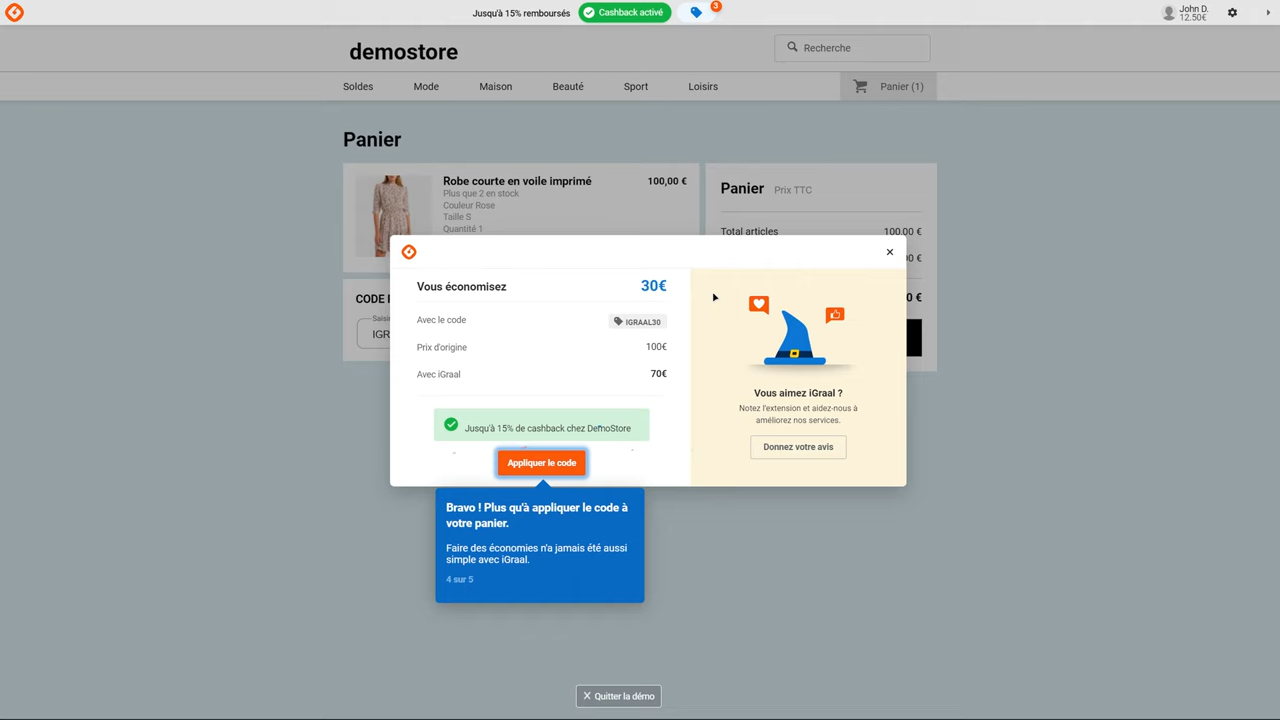 Jusqu'à 15% remboursés
Cashback activé
3
John D.
12.50€
demostore
Recherche
Soldes
Mode
Maison
Beauté
Sport
Loisirs
Panier (1)
Panier
Robe courte en voile imprimé
100,00 €
Plus que 2 en stock
Couleur Rose
Taille S
Quantité 1
Panier
Prix TTC
Total articles
100,00 €
Vous économisez
30€
Avec le code
IGRAAL30
Prix d'origine
100€
Avec iGraal
70€
Jusqu'à 15% de cashback chez DemoStore
Appliquer le code
Vous aimez iGraal ?
Notez l'extension et aidez-nous à
améliorez nos services.
Donnez votre avis
Bravo ! Plus qu'à appliquer le code à
votre panier.
Faire des économies n'a jamais été aussi
simple avec iGraal.
4 sur 5
Quitter la démo